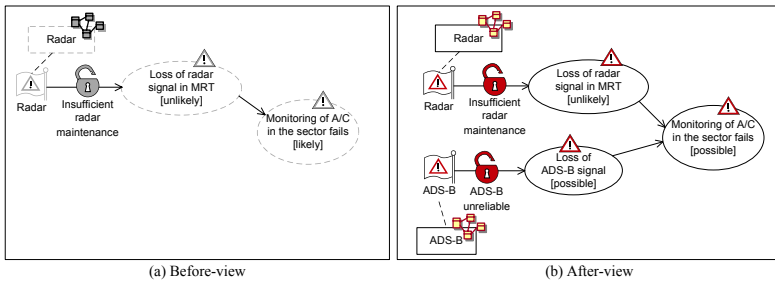 Radar
Radar
Insufficient
radar
maintenance
Loss of radar
signal in MRT
[unlikely]
Monitoring of A/C
in the sector fails
[likely]
(a) Before-view
Radar
Radar
Insufficient
radar
maintenance
Loss of radar
signal in MRT
[unlikely]
Monitoring of A/C
in the sector fails
[possible]
ADS-B
ADS-B
unreliable
Loss of
ADS-B signal
[possible]
ADS-B
(b) After-view